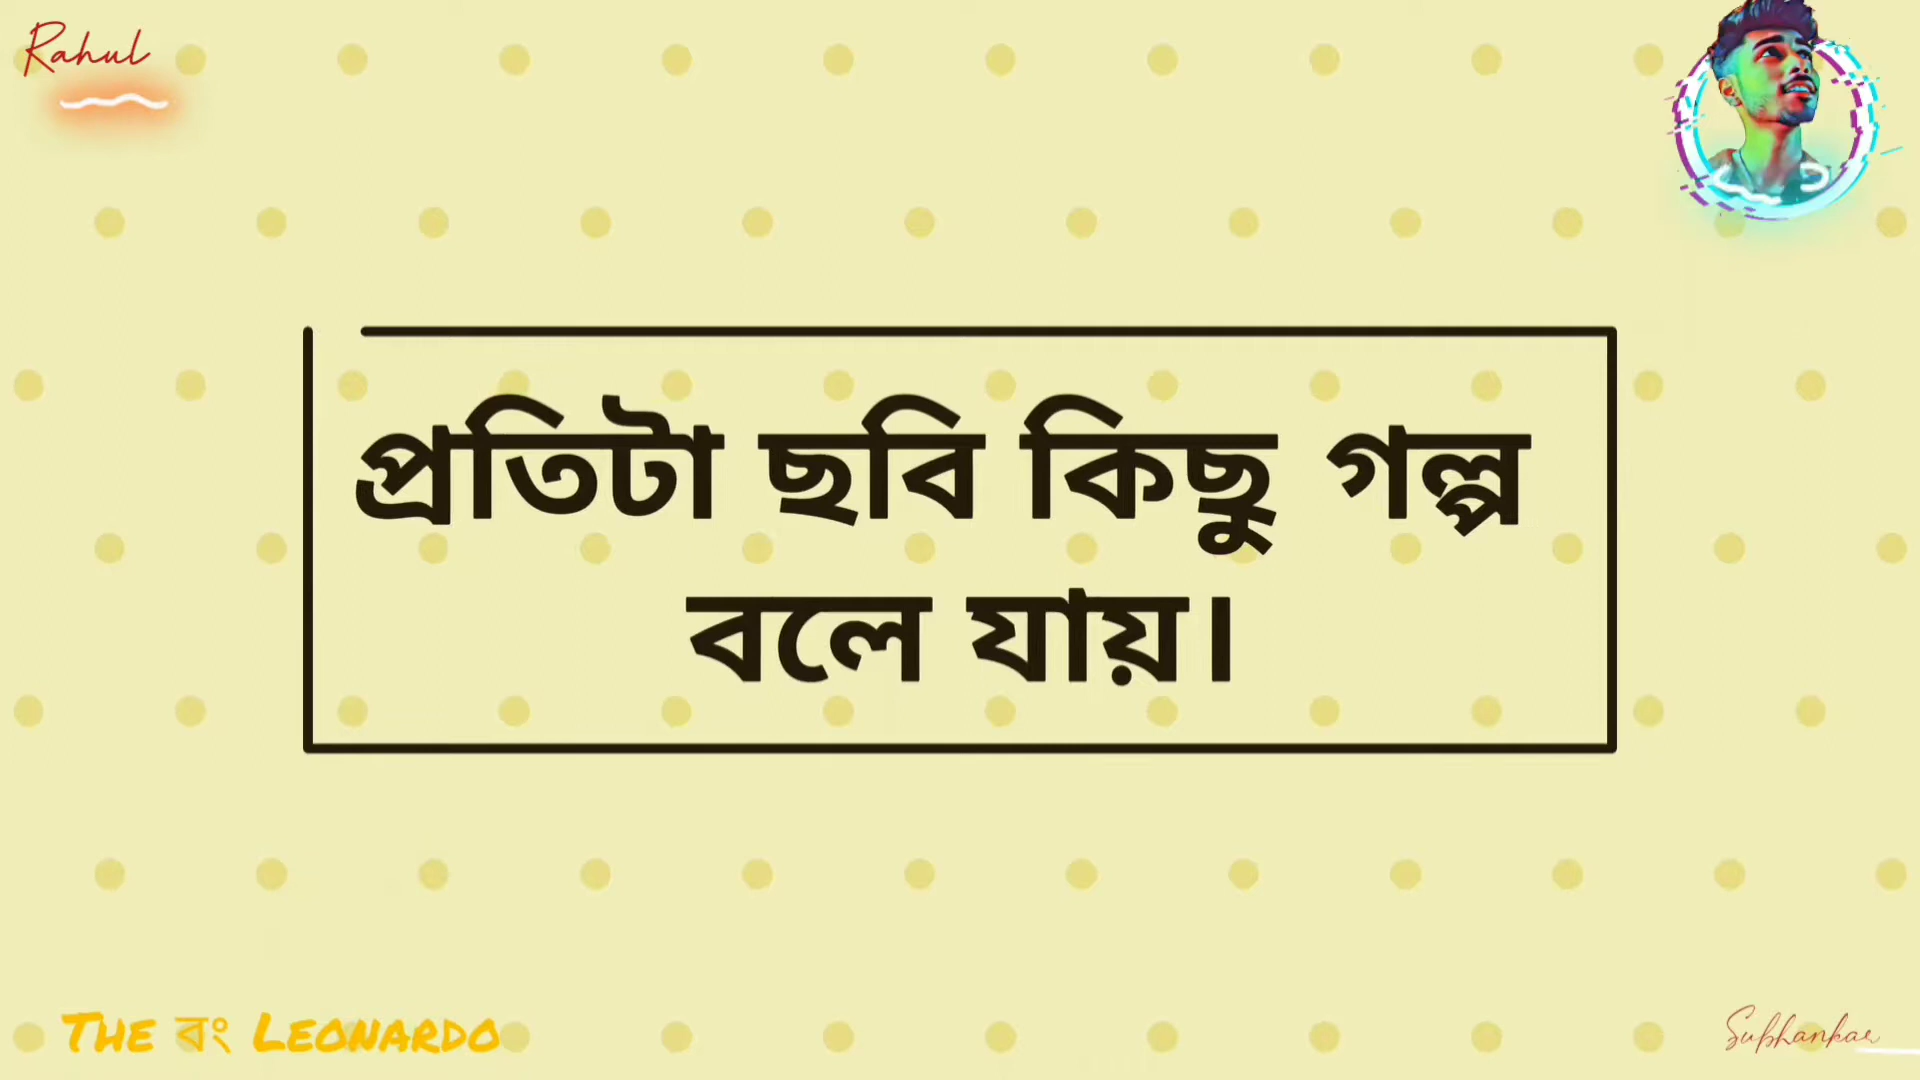 Rahul
প্রতিটা ছবি কিছু গল্প
বলে যায়।
THE বং LEONARDO
Subhankar